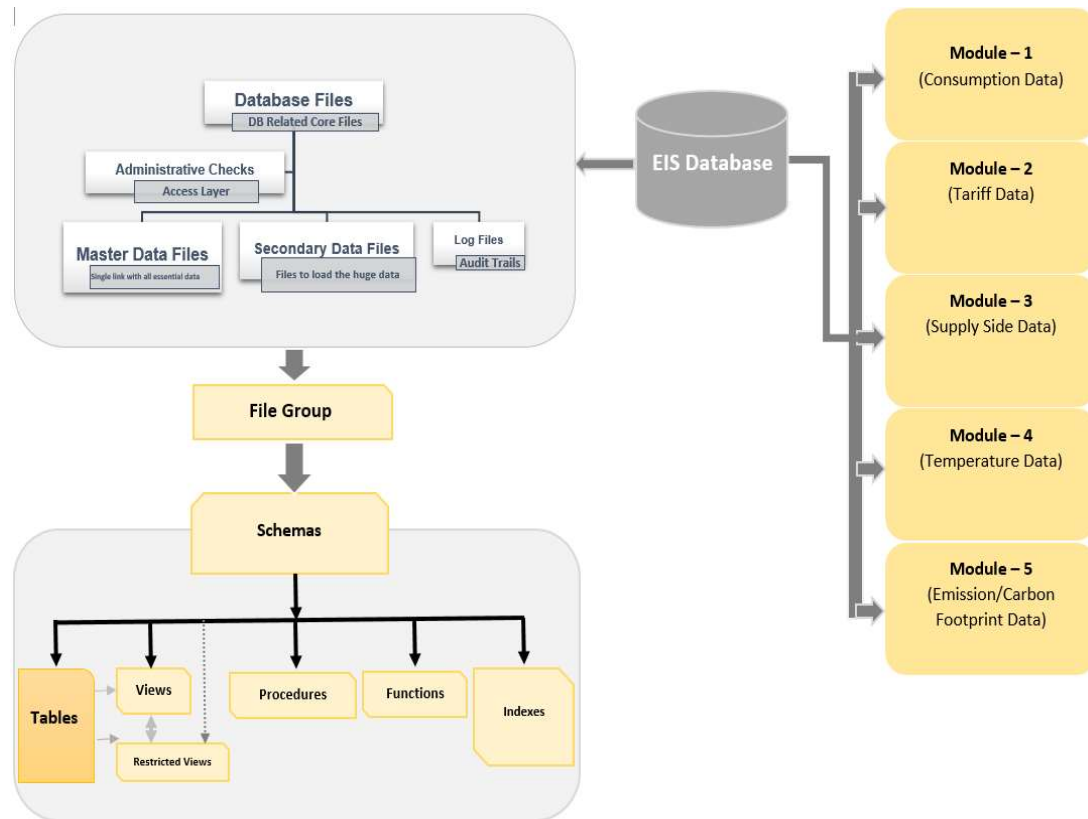 Database Files
DB Related Core Files
Administrative Checks
Access Layer
Master Data Files
Single link with all essential data
Secondary Data Files
Files to load the huge data
Log Files
Audit Trails
File Group
Schemas
Tables
Views
Restricted Views
Procedures
Functions
Indexes
EIS Database
Module – 1
(Consumption Data)
Module – 2
(Tariff Data)
Module – 3
(Supply Side Data)
Module – 4
(Temperature Data)
Module – 5
(Emission/Carbon
Footprint Data)